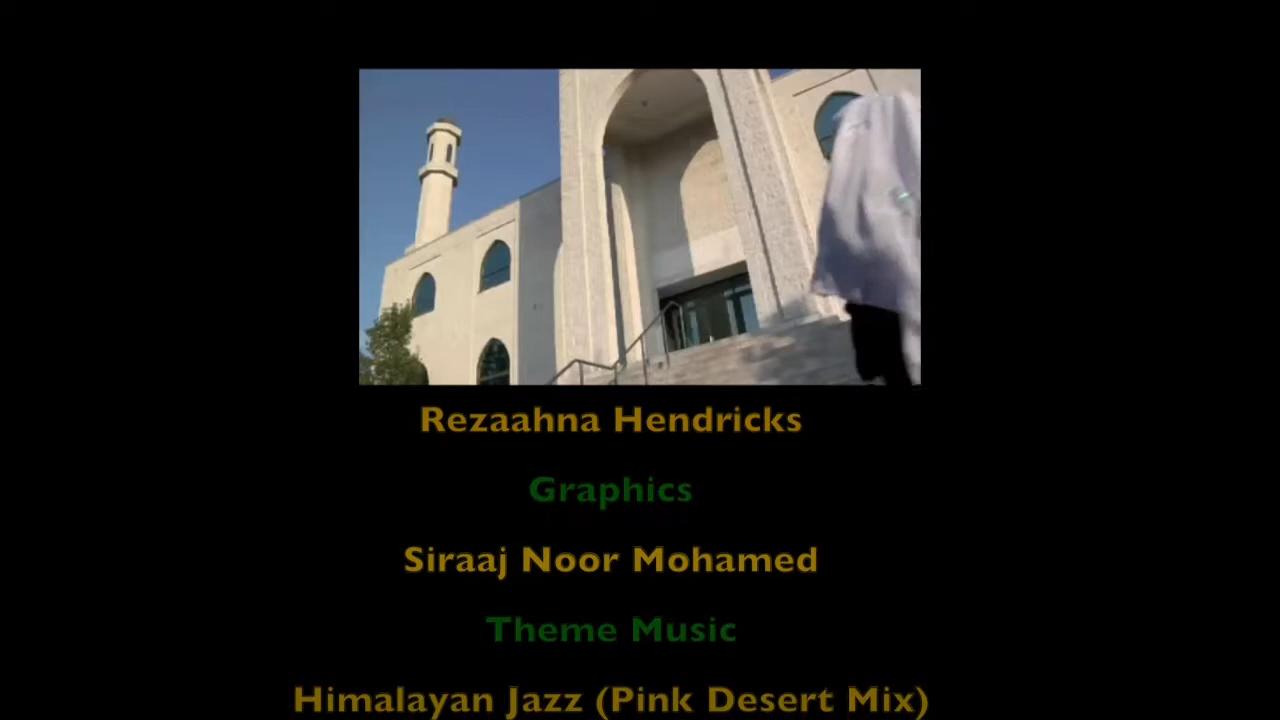 Rezaahna Hendricks
Graphics
Siraaj Noor Mohamed
Theme Music
Himalayan Jazz (Pink Desert Mix)